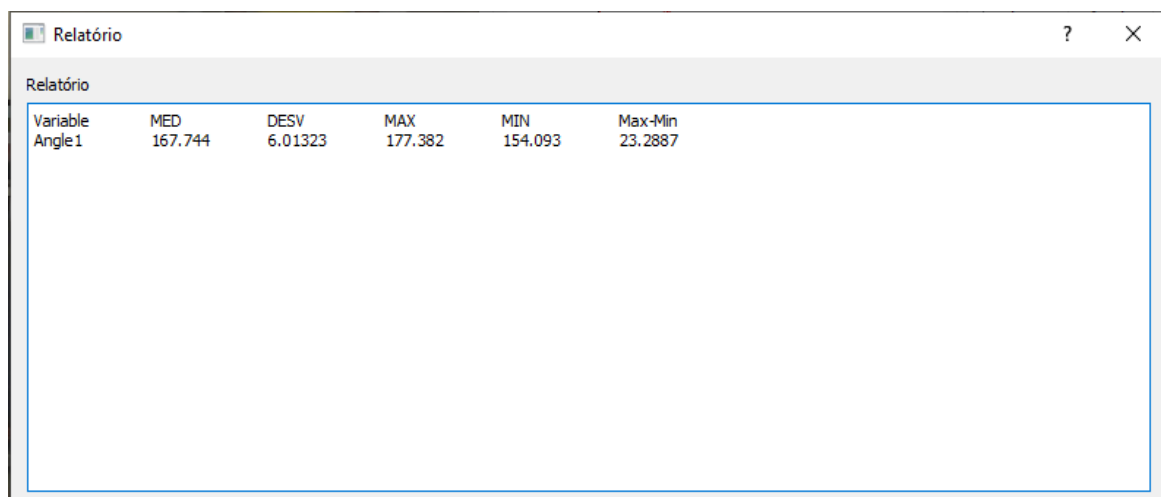 Relatório ?
Relatório
Variable MED DESV MAX MIN Max-Min
Angle1 167.744 6.01323 177.382 154.093 23.2887